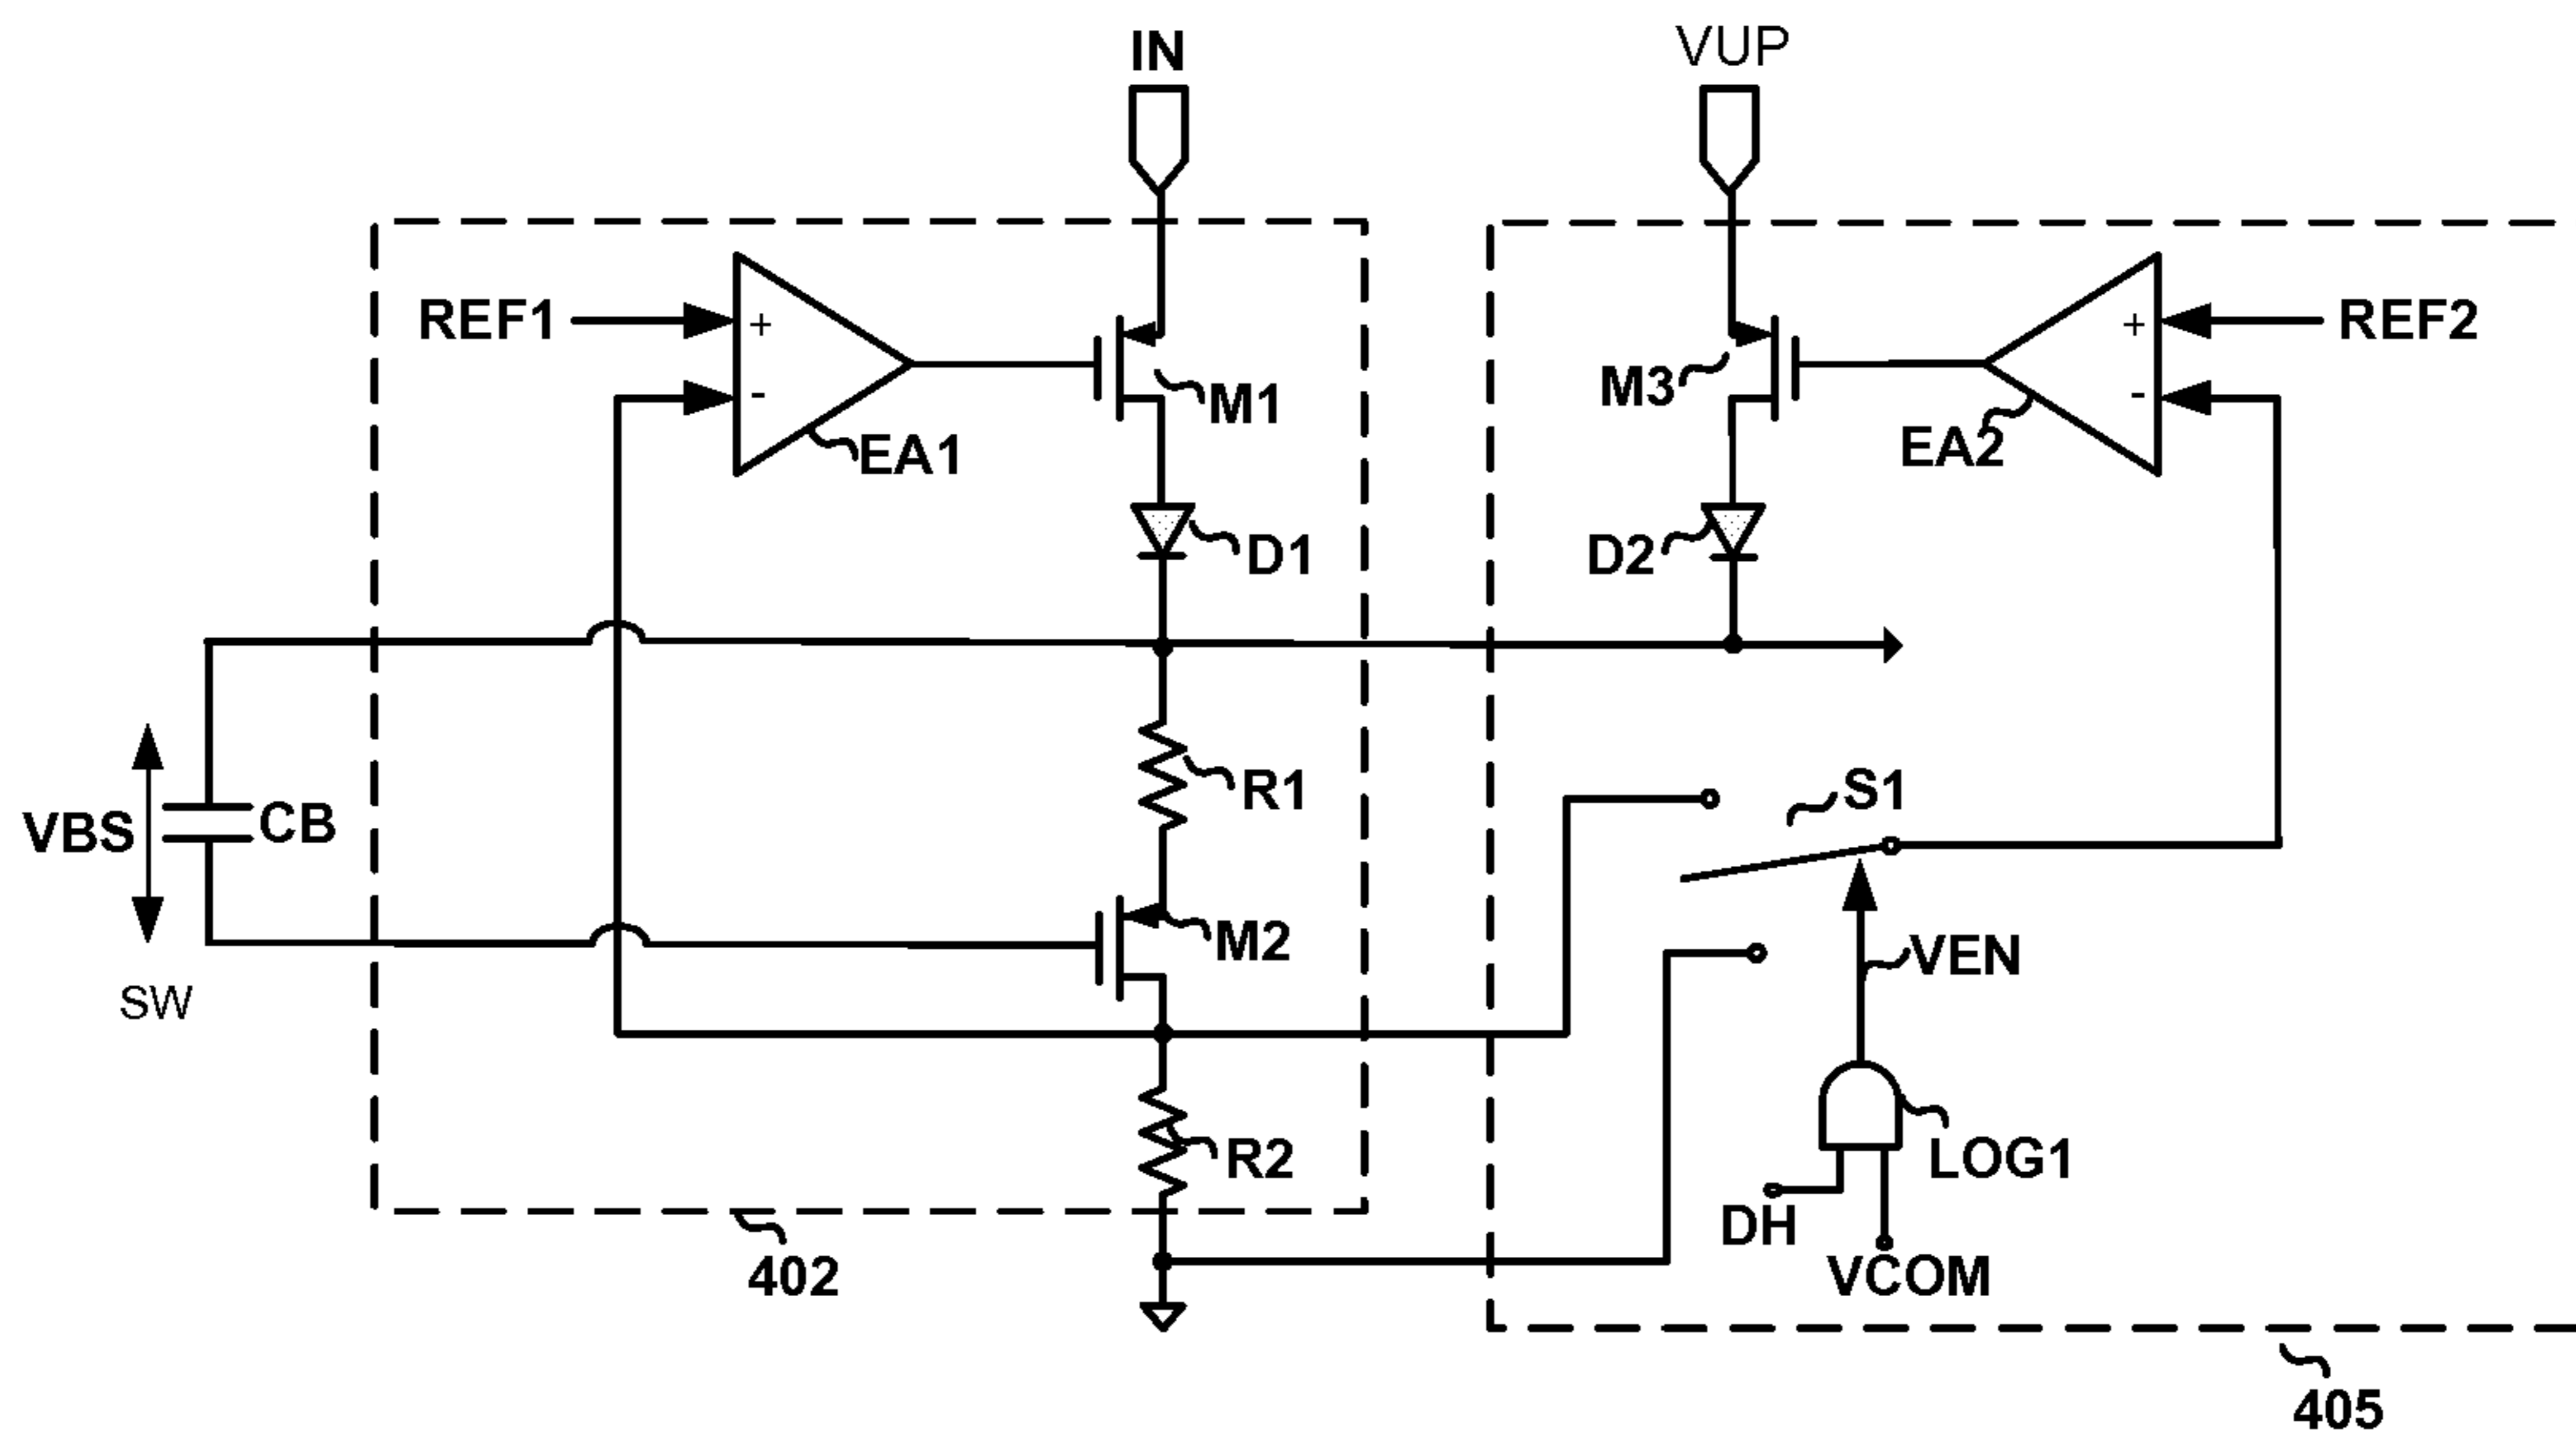 IN
VUP
REF1
+
-
EA1
M1
M3
+
-
EA2
REF2
D1
D2
VBS
CB
SW
R1
S1
M2
VEN
R2
LOG1
DH
VCOM
402
405